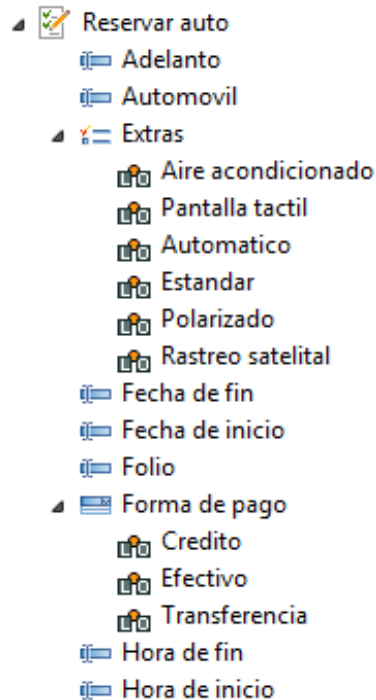 Reservar auto
Adelanto
Automovil
Extras
Aire acondicionado
Pantalla tactil
Automatico
Estandar
Polarizado
Rastreo satelital
Fecha de fin
Fecha de inicio
Folio
Forma de pago
Credito
Efectivo
Transferencia
Hora de fin
Hora de inicio